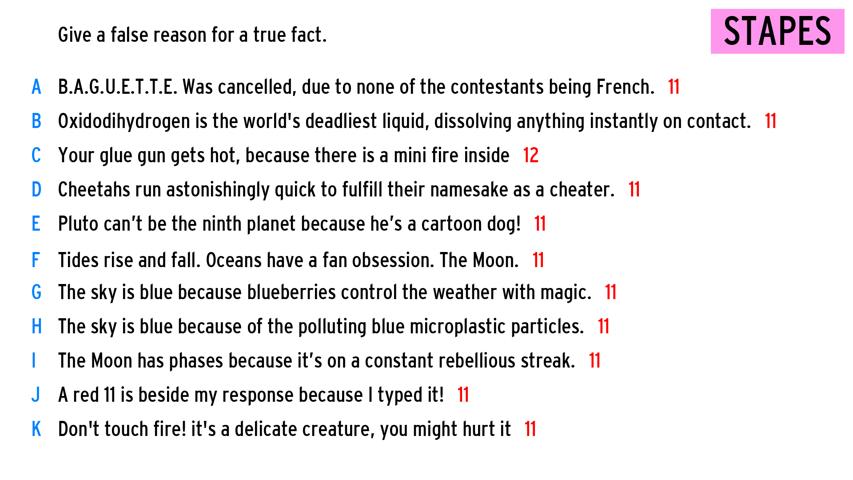 Give a false reason for a true fact.
STAPES
A B.A.G.U.E.T.T.E. Was cancelled, due to none of the contestants being French. 11
B Oxidodihydrogen is the world's deadliest liquid, dissolving anything instantly on contact. 11
C Your glue gun gets hot, because there is a mini fire inside 12
D Cheetahs run astonishingly quick to fulfill their namesake as a cheater. 11
E Pluto can’t be the ninth planet because he’s a cartoon dog! 11
F Tides rise and fall. Oceans have a fan obsession. The Moon. 11
G The sky is blue because blueberries control the weather with magic. 11
H The sky is blue because of the polluting blue microplastic particles. 11
I The Moon has phases because it’s on a constant rebellious streak. 11
J A red 11 is beside my response because I typed it! 11
K Don't touch fire! it's a delicate creature, you might hurt it 11